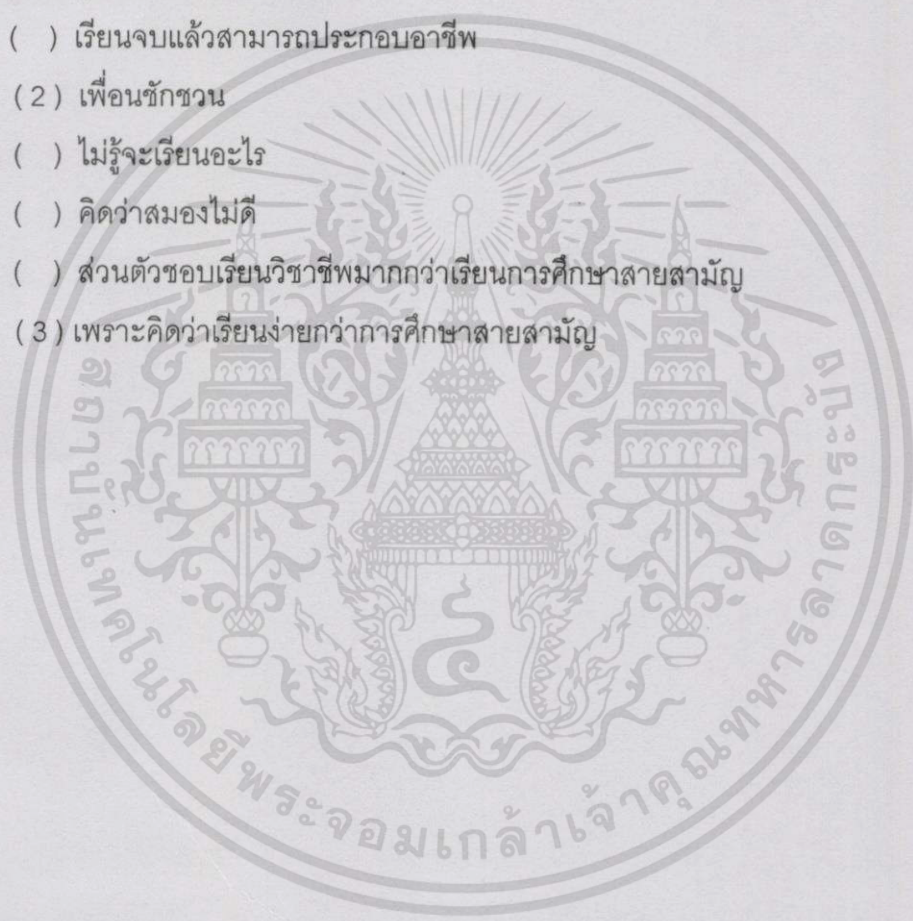 (   ) เรียนจบแล้วสามารถประกอบอาชีพ
(2) เพื่อนชักชวน
(   ) ไม่รู้จะเรียนอะไร
(   ) คิดว่าสมองไม่ดี
(   ) ส่วนตัวชอบเรียนวิชาชีพมากกว่าเรียนการศึกษาสายสามัญ
(3) เพราะคิดว่าเรียนง่ายกว่าการศึกษาสายสามัญ
๔
สถาบันเทคโนโลยีพระจอมเกล้าเจ้าคุณทหารลาดกระบัง